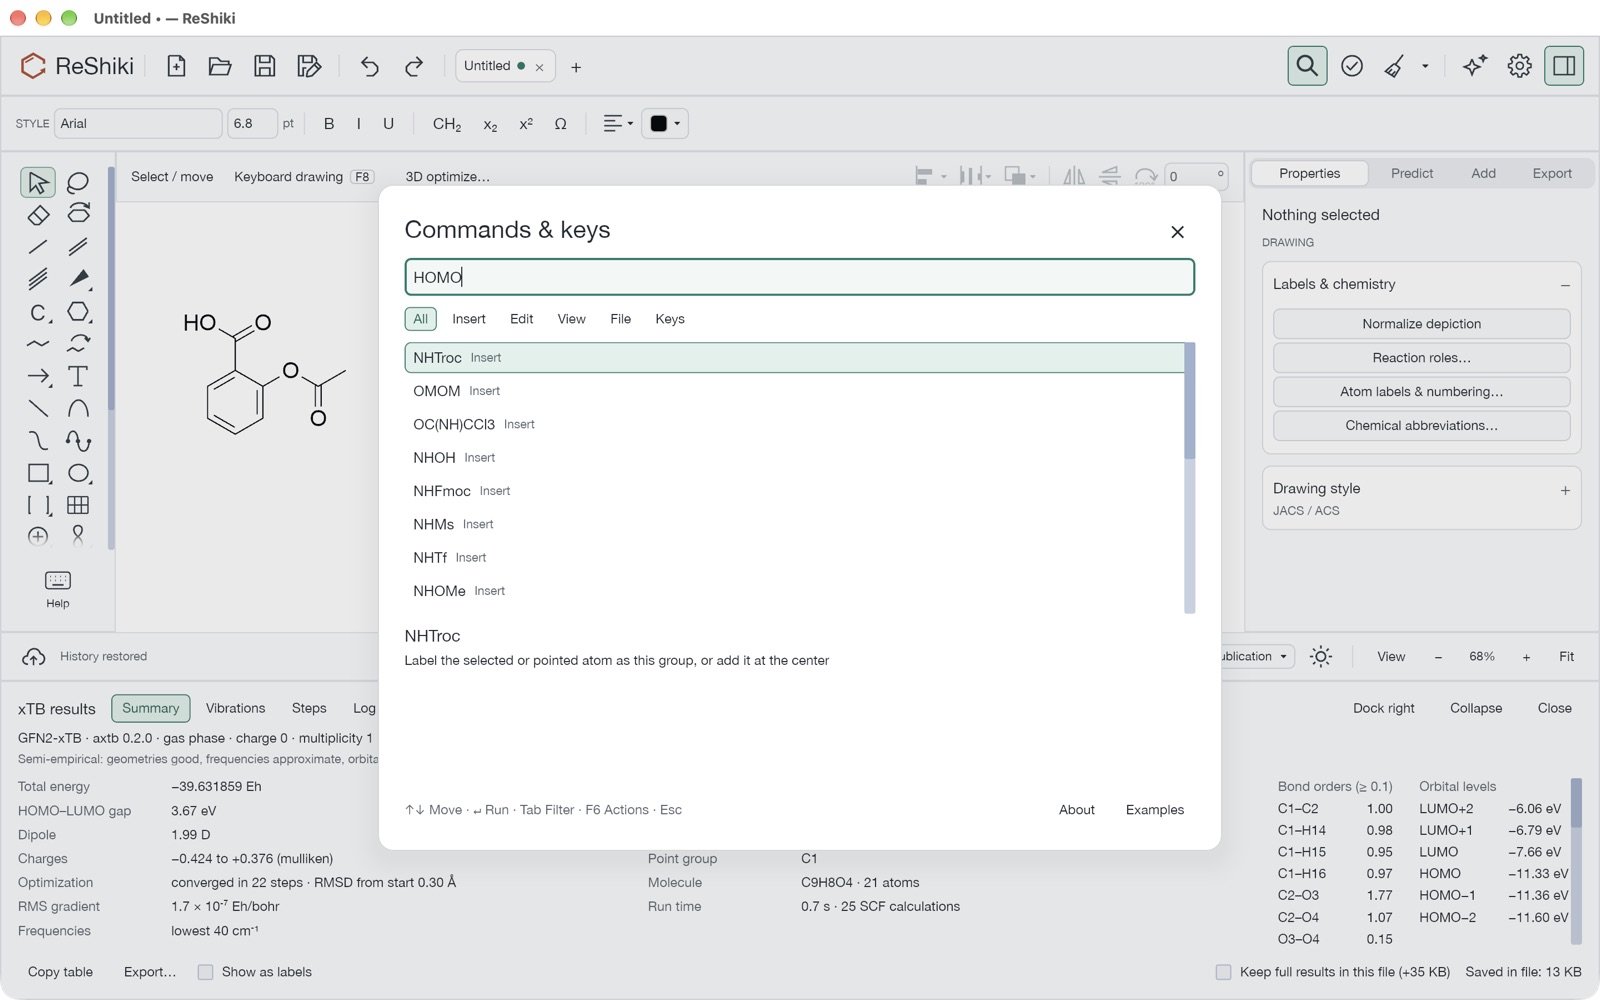 Untitled • — ReShiki
ReShiki
Untitled
STYLE Arial 6.8 pt B I U CH₂ x₂ x² Ω
Select / move Keyboard drawing F8 3D optimize... 0 °
Properties Predict Add Export
Nothing selected
DRAWING
Labels & chemistry
Normalize depiction
Reaction roles...
Atom labels & numbering...
Chemical abbreviations...
Drawing style
JACS / ACS
C
T
Help
HO O
O
O
Commands & keys
HOMO
All Insert Edit View File Keys
NHTroc Insert
OMOM Insert
OC(NH)CCl3 Insert
NHOH Insert
NHFmoc Insert
NHMs Insert
NHTf Insert
NHOMe Insert
NHTroc
Label the selected or pointed atom as this group, or add it at the center
↑↓ Move · ↵ Run · Tab Filter · F6 Actions · Esc
About Examples
History restored
ublication View − 68% + Fit
xTB results Summary Vibrations Steps Log
Dock right Collapse Close
GFN2-xTB · axtb 0.2.0 · gas phase · charge 0 · multiplicity 1
Semi-empirical: geometries good, frequencies approximate, orbita
Total energy −39.631859 Eh
HOMO–LUMO gap 3.67 eV
Dipole 1.99 D
Charges −0.424 to +0.376 (mulliken)
Optimization converged in 22 steps · RMSD from start 0.30 Å
RMS gradient 1.7 × 10⁻⁷ Eh/bohr
Frequencies lowest 40 cm⁻¹
Point group C1
Molecule C9H8O4 · 21 atoms
Run time 0.7 s · 25 SCF calculations
Bond orders (≥ 0.1) Orbital levels
C1–C2 1.00 LUMO+2 −6.06 eV
C1–H14 0.98 LUMO+1 −6.79 eV
C1–H15 0.95 LUMO −7.66 eV
C1–H16 0.97 HOMO −11.33 eV
C2–O3 1.77 HOMO−1 −11.36 eV
C2–O4 1.07 HOMO−2 −11.60 eV
O3–O4 0.15
Copy table Export... Show as labels
Keep full results in this file (+35 KB) Saved in file: 13 KB